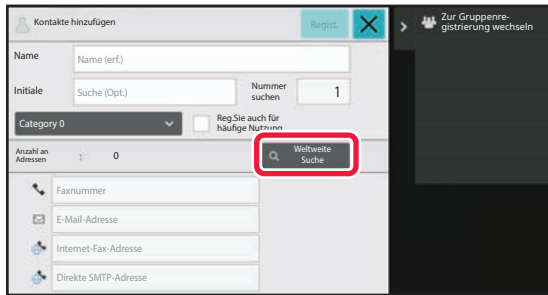 Kontakte hinzufügen
Regist.
Zur Gruppenre-
gistrierung wechseln
Name
Name (erf.)
Initiale
Suche (Opt.)
Nummer
suchen
1
Category 0
Reg.Sie auch für
häufige Nutzung
Anzahl an
Adressen
:
0
Weltweite
Suche
Faxnummer
E-Mail-Adresse
Internet-Fax-Adresse
Direkte SMTP-Adresse